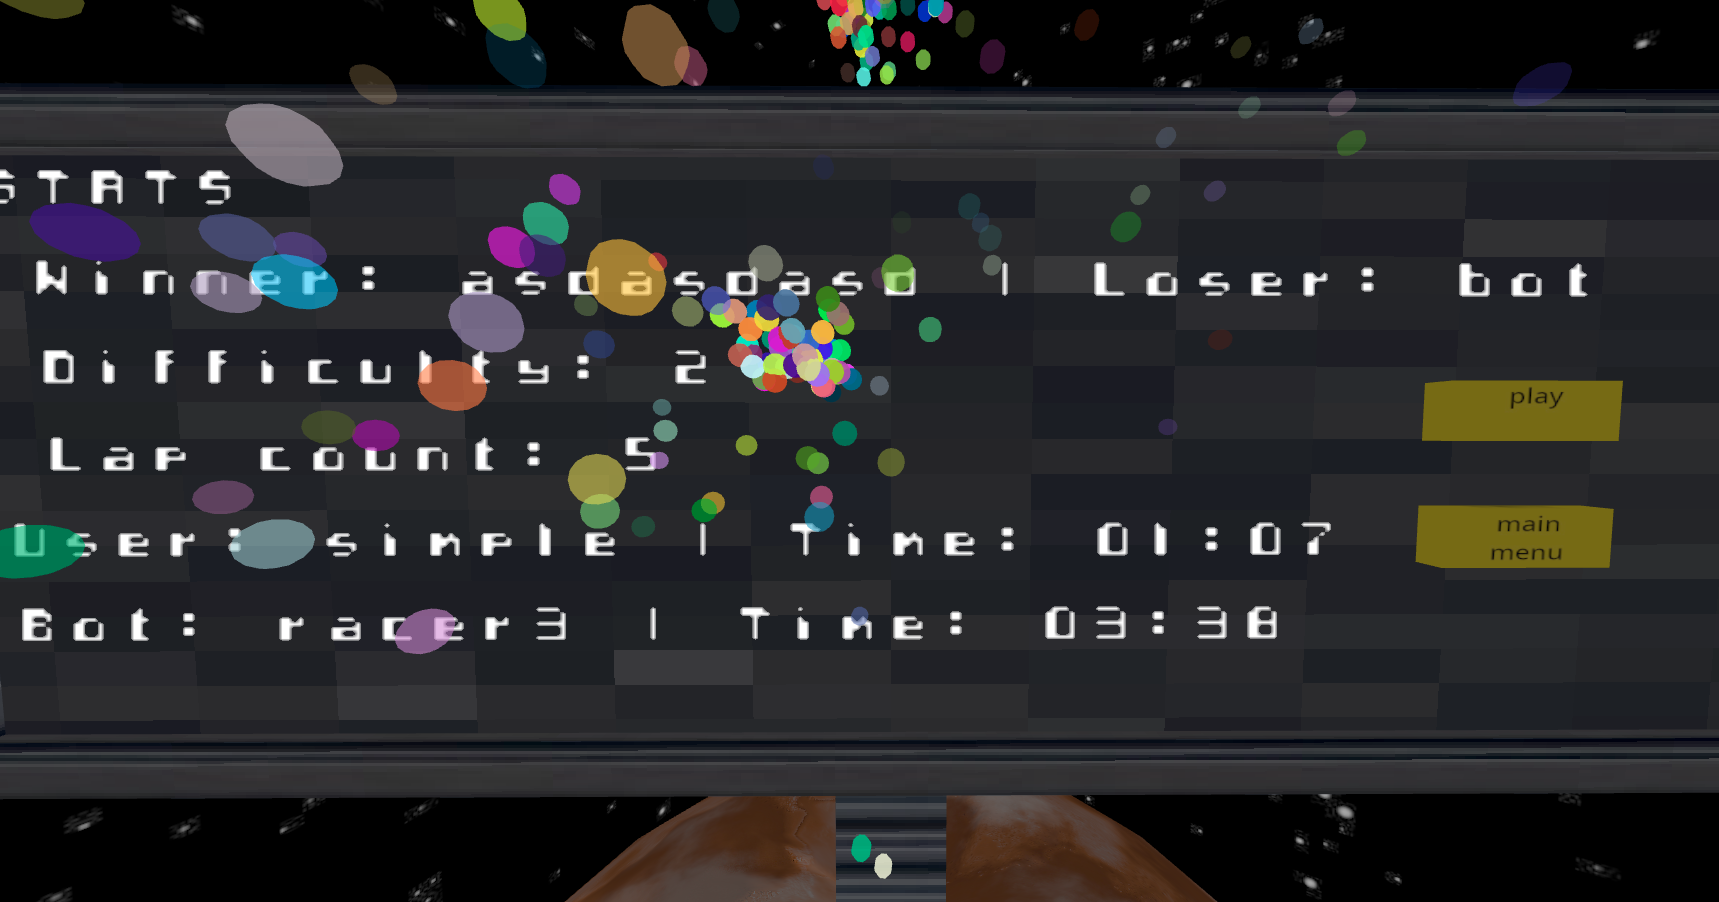 STATS
Winner: asdasdasd | Loser: bot
Difficulty: 2
Lap count: 5
User: simple | Time: 01:07
Bot: racer3 | Time: 03:38
play
main
menu